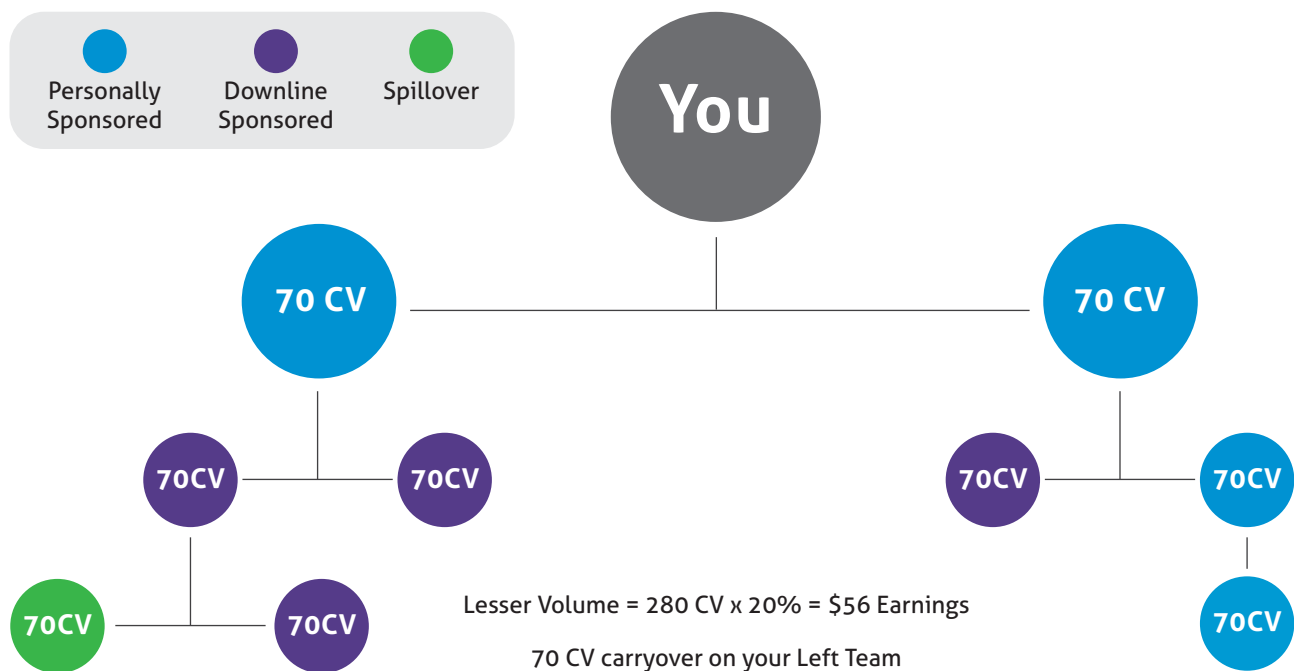 Personally
Sponsored
Downline
Sponsored
Spillover
You
70 CV
70 CV
70CV
70CV
70CV
70CV
70CV
70CV
70CV
Lesser Volume = 280 CV x 20% = $56 Earnings
70 CV carryover on your Left Team